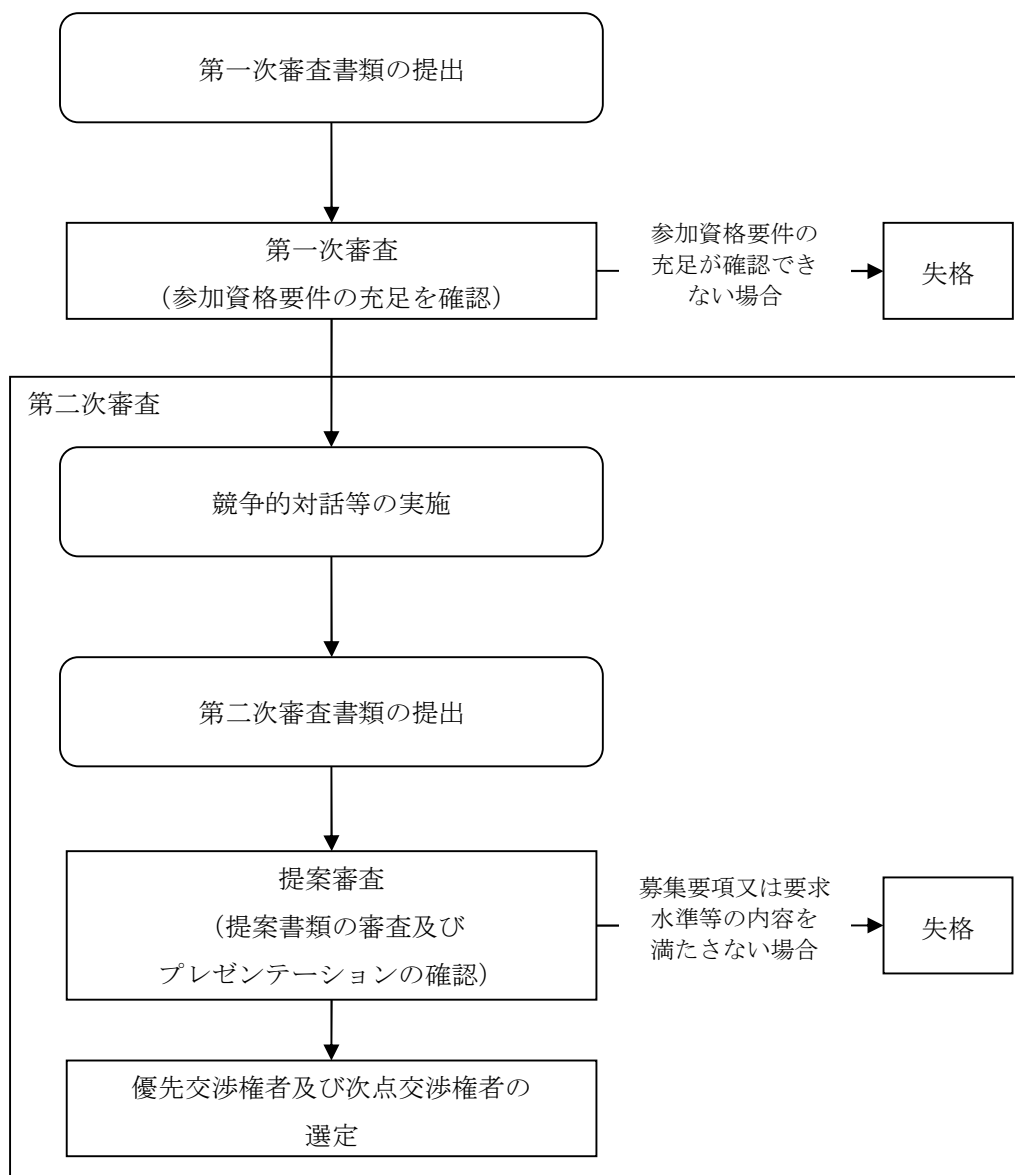 第一次審査書類の提出
第一次審査
（参加資格要件の充足を確認）
参加資格要件の
充足が確認でき
ない場合
失格
第二次審査
競争的対話等の実施
第二次審査書類の提出
提案審査
（提案書類の審査及び
プレゼンテーションの確認）
募集要項又は要求
水準等の内容を
満たさない場合
失格
優先交渉権者及び次点交渉権者の
選定